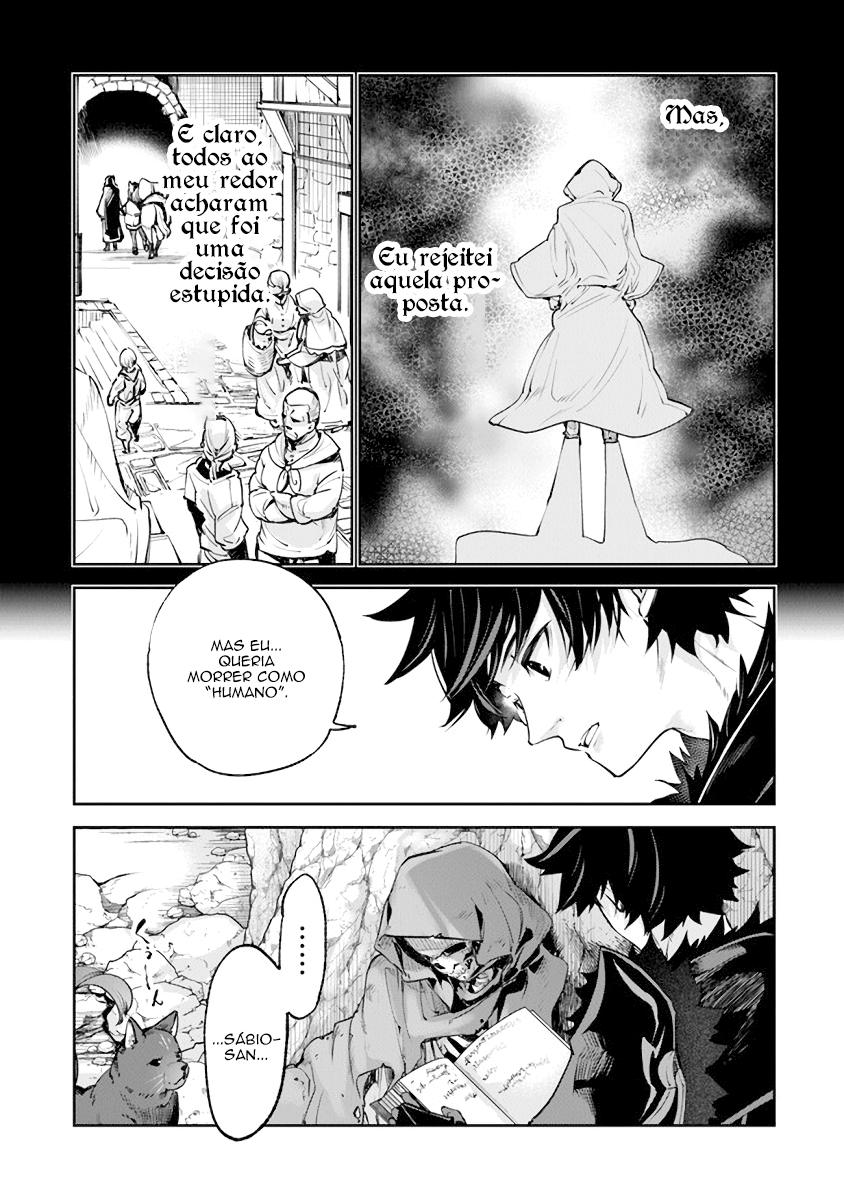 Mas,
Eu rejeitei
aquela pro-
posta.
E claro,
todos ao
meu redor
acharam
que foi
uma
decisão
estupida.
MAS EU...
QUERIA
MORRER COMO
"HUMANO".
......
...SÁBIO-
SAN...